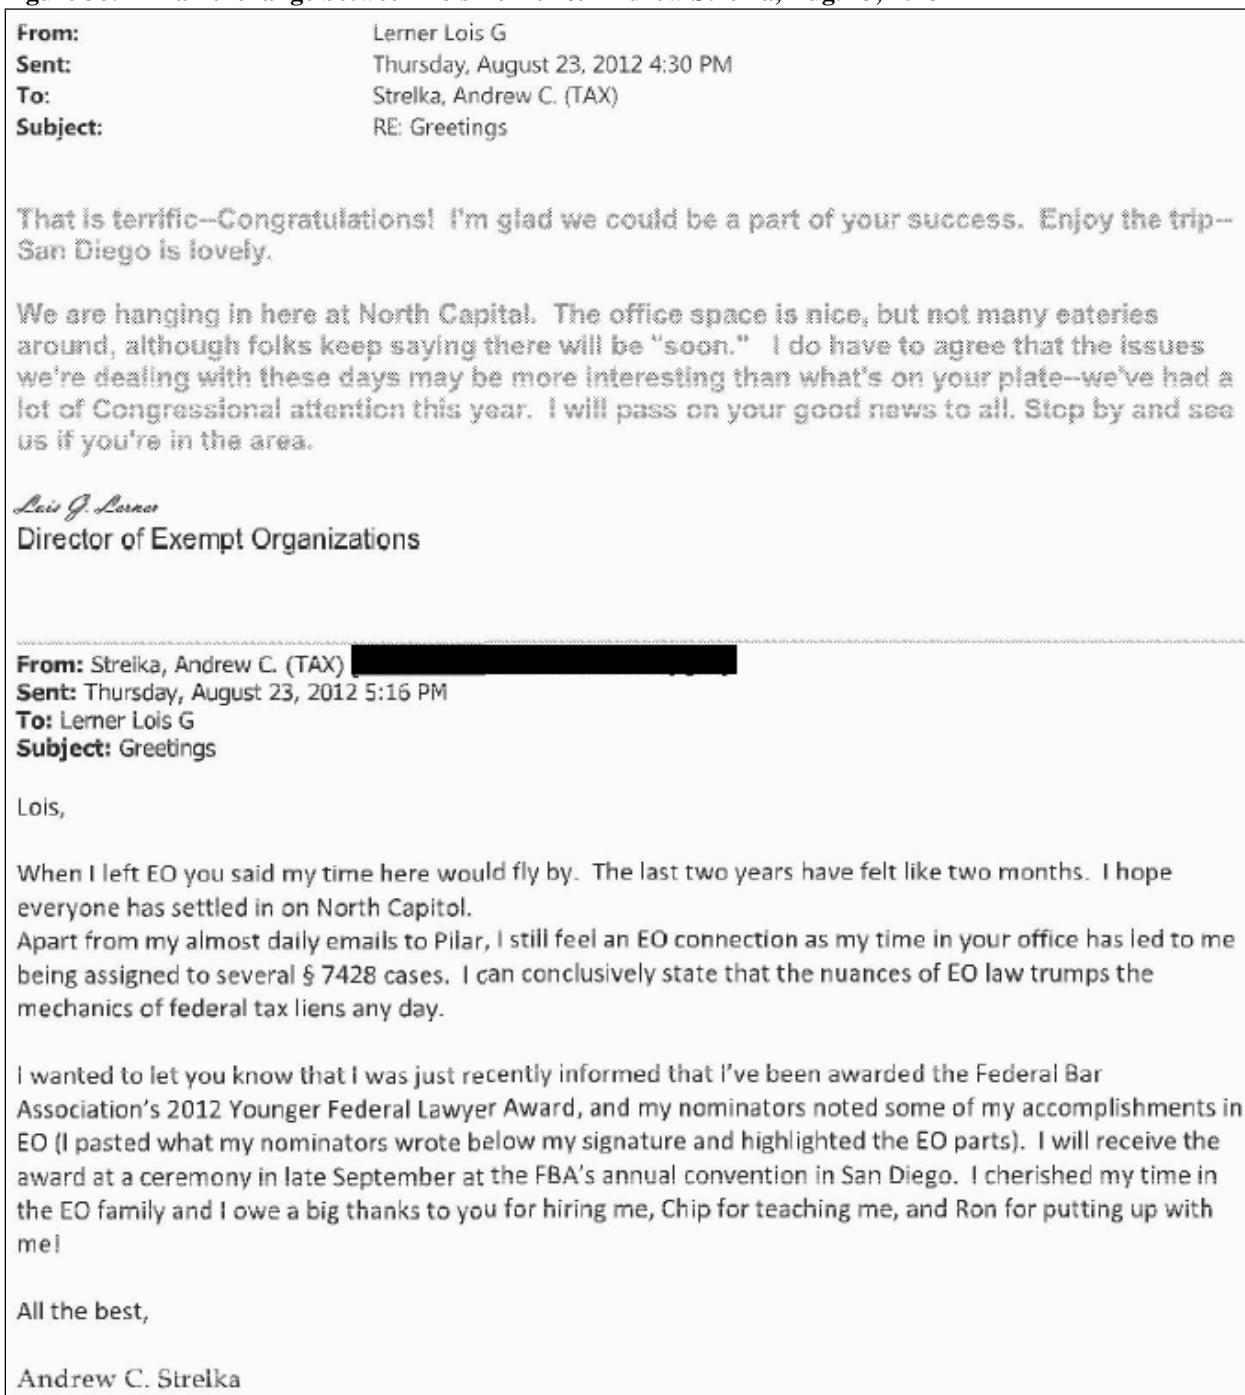 From: Lerner Lois G
Sent: Thursday, August 23, 2012 4:30 PM
To: Strelka, Andrew C. (TAX)
Subject: RE: Greetings
That is terrific--Congratulations! I'm glad we could be a part of your success. Enjoy the trip--
San Diego is lovely.
We are hanging in here at North Capital. The office space is nice, but not many eateries
around, although folks keep saying there will be "soon." I do have to agree that the issues
we're dealing with these days may be more interesting than what's on your plate--we've had a
lot of Congressional attention this year. I will pass on your good news to all. Stop by and see
us if you're in the area.
Lois G. Lerner
Director of Exempt Organizations
From: Strelka, Andrew C. (TAX)
Sent: Thursday, August 23, 2012 5:16 PM
To: Lerner Lois G
Subject: Greetings
Lois,
When I left EO you said my time here would fly by. The last two years have felt like two months. I hope
everyone has settled in on North Capitol.
Apart from my almost daily emails to Pilar, I still feel an EO connection as my time in your office has led to me
being assigned to several § 7428 cases. I can conclusively state that the nuances of EO law trumps the
mechanics of federal tax liens any day.
I wanted to let you know that I was just recently informed that I've been awarded the Federal Bar
Association's 2012 Younger Federal Lawyer Award, and my nominators noted some of my accomplishments in
EO (I pasted what my nominators wrote below my signature and highlighted the EO parts). I will receive the
award at a ceremony in late September at the FBA's annual convention in San Diego. I cherished my time in
the EO family and I owe a big thanks to you for hiring me, Chip for teaching me, and Ron for putting up with
me!
All the best,
Andrew C. Strelka